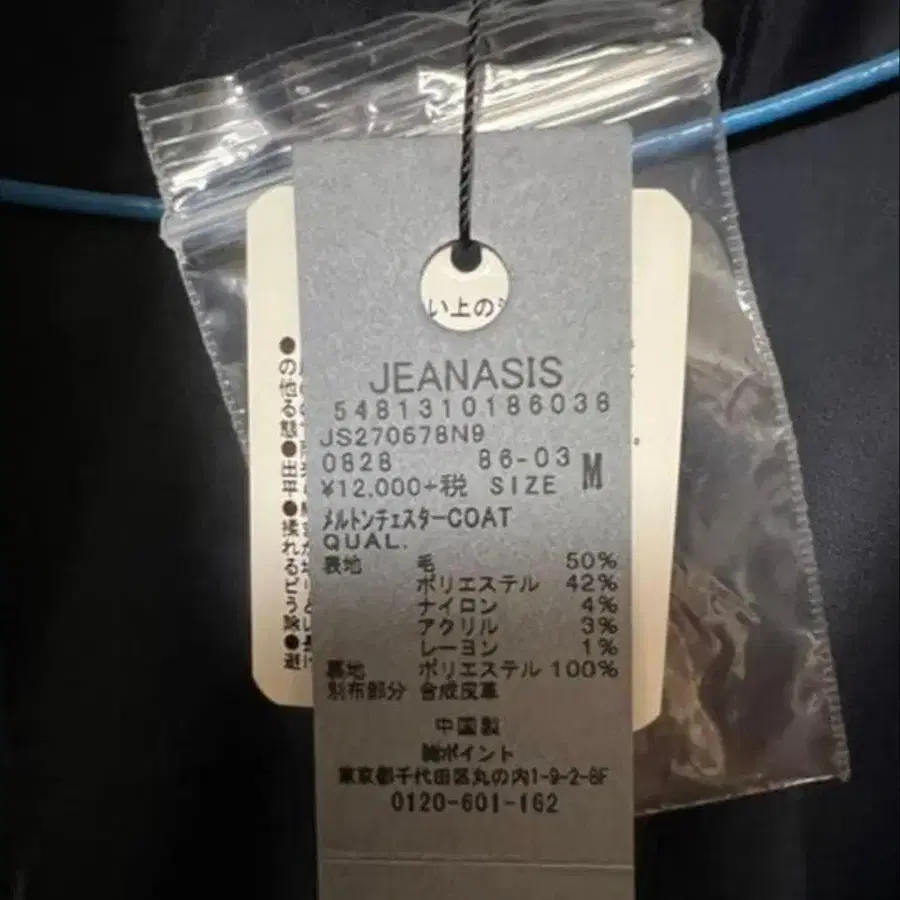 い上の
JEANASIS
5481310186038
JS270678N9
0828 86-03 M
¥12,000+税 SIZE
メルトンチェスターCOAT
QUAL.
表地 毛 50%
ポリエステル 42%
ナイロン 4%
アクリル 3%
レーヨン 1%
裏地 ポリエステル 100%
別布部分 合成皮革
中国製
㈱ポイント
東京都千代田区丸の内1-9-2-8F
0120-601-162